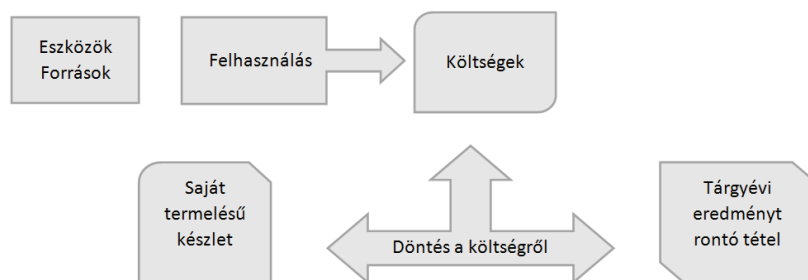 Eszközök
Források
Felhasználás
Költségek
Saját
termelésű
készlet
Döntés a költségről
Tárgyévi
eredményt
rontó tétel